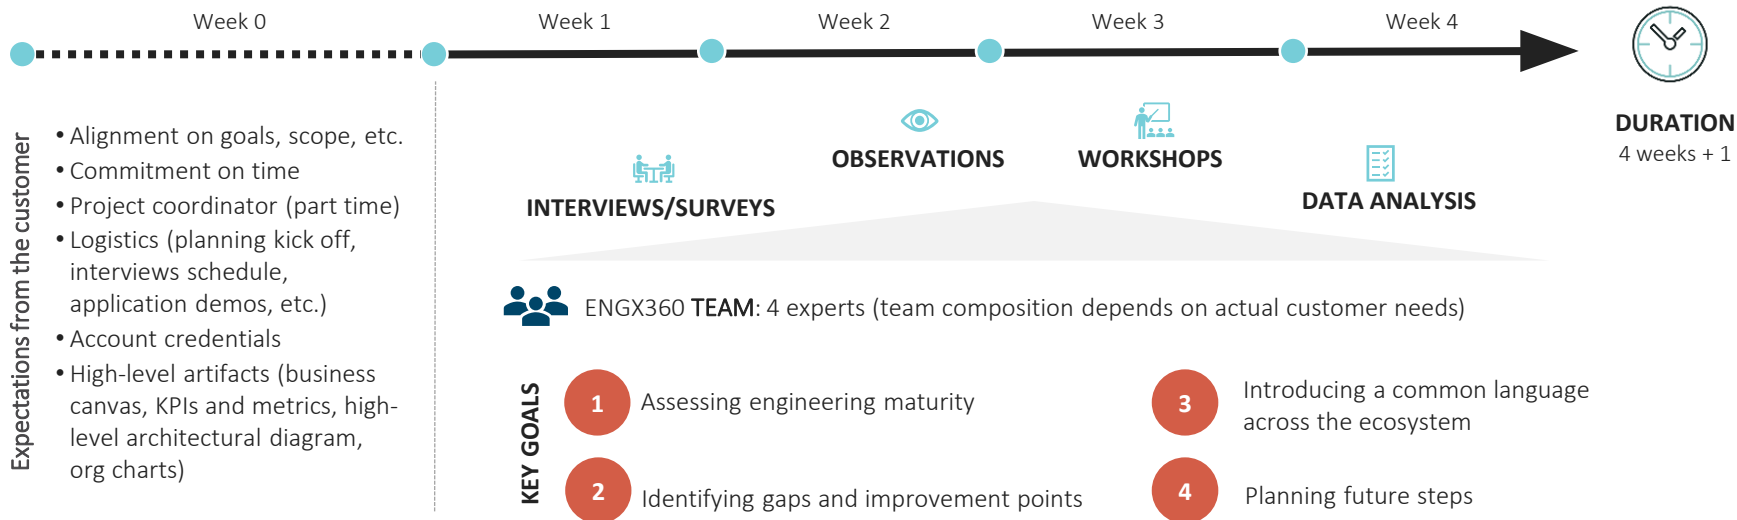 Week 0
Week 1
Week 2
Week 3
Week 4
Expectations from the customer
• Alignment on goals, scope, etc.
• Commitment on time
• Project coordinator (part time)
• Logistics (planning kick off,
interviews schedule,
application demos, etc.)
• Account credentials
• High-level artifacts (business
canvas, KPIs and metrics, high-
level architectural diagram,
org charts)
INTERVIEWS/SURVEYS
OBSERVATIONS
WORKSHOPS
DATA ANALYSIS
DURATION
4 weeks + 1
ENGX360 TEAM: 4 experts (team composition depends on actual customer needs)
KEY GOALS
1 Assessing engineering maturity
2 Identifying gaps and improvement points
3 Introducing a common language
across the ecosystem
4 Planning future steps